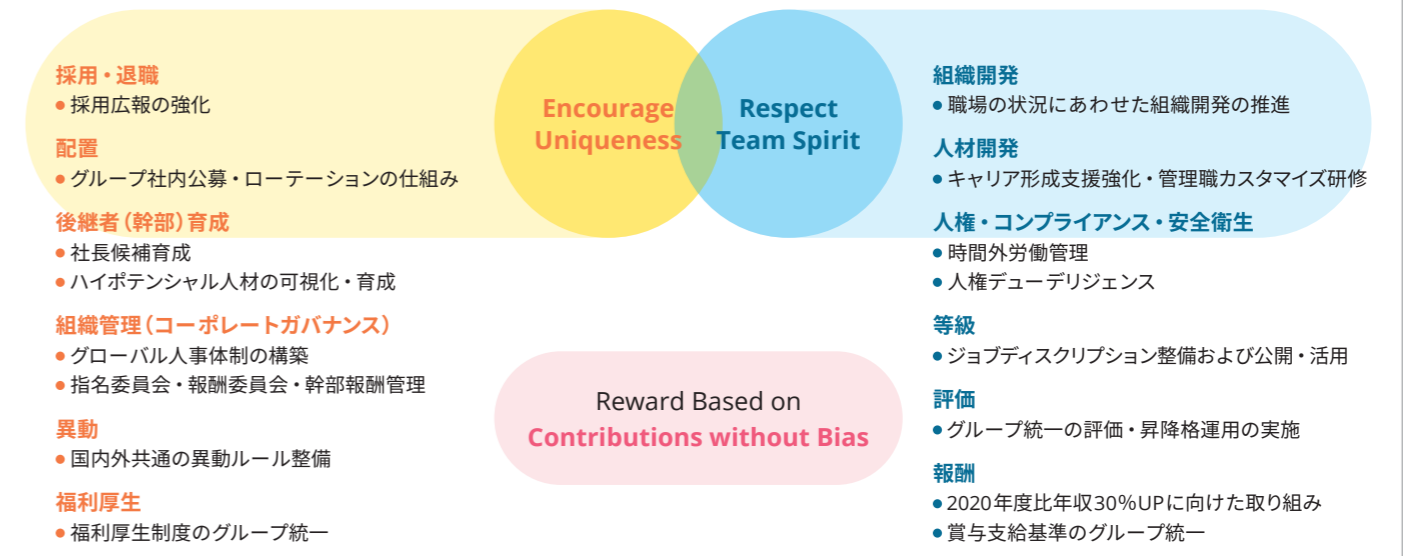 採用・退職
● 採用広報の強化
配置
● グループ社内公募・ローテーションの仕組み
後継者（幹部）育成
● 社長候補育成
● ハイポテンシャル人材の可視化・育成
組織管理（コーポレートガバナンス）
● グローバル人事体制の構築
● 指名委員会・報酬委員会・幹部報酬管理
異動
● 国内外共通の異動ルール整備
福利厚生
● 福利厚生制度のグループ統一
Encourage
Uniqueness
Respect
Team Spirit
Reward Based on
Contributions without Bias
組織開発
● 職場の状況にあわせた組織開発の推進
人材開発
● キャリア形成支援強化・管理職カスタマイズ研修
人権・コンプライアンス・安全衛生
● 時間外労働管理
● 人権デューデリジェンス
等級
● ジョブディスクリプション整備および公開・活用
評価
● グループ統一の評価・昇降格運用の実施
報酬
● 2020年度比年収30％UPに向けた取り組み
● 賞与支給基準のグループ統一